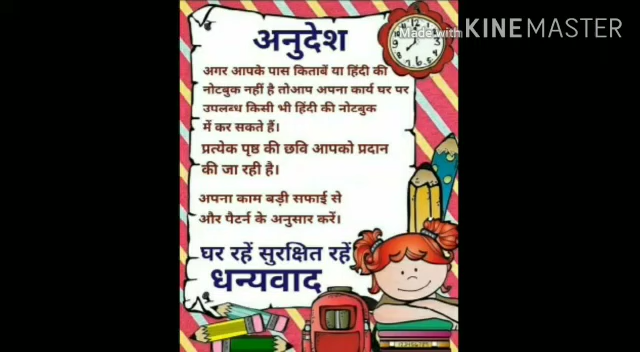 Made with KINEMASTER
अनुदेश
अगर आपके पास किताबें या हिंदी की
नोटबुक नहीं है तोआप अपना कार्य घर पर
उपलब्ध किसी भी हिंदी की नोटबुक
में कर सकते हैं।
प्रत्येक पृष्ठ की छवि आपको प्रदान
की जा रही है।
अपना काम बड़ी सफाई से
और पैटर्न के अनुसार करें।
घर रहें सुरक्षित रहें
धन्यवाद